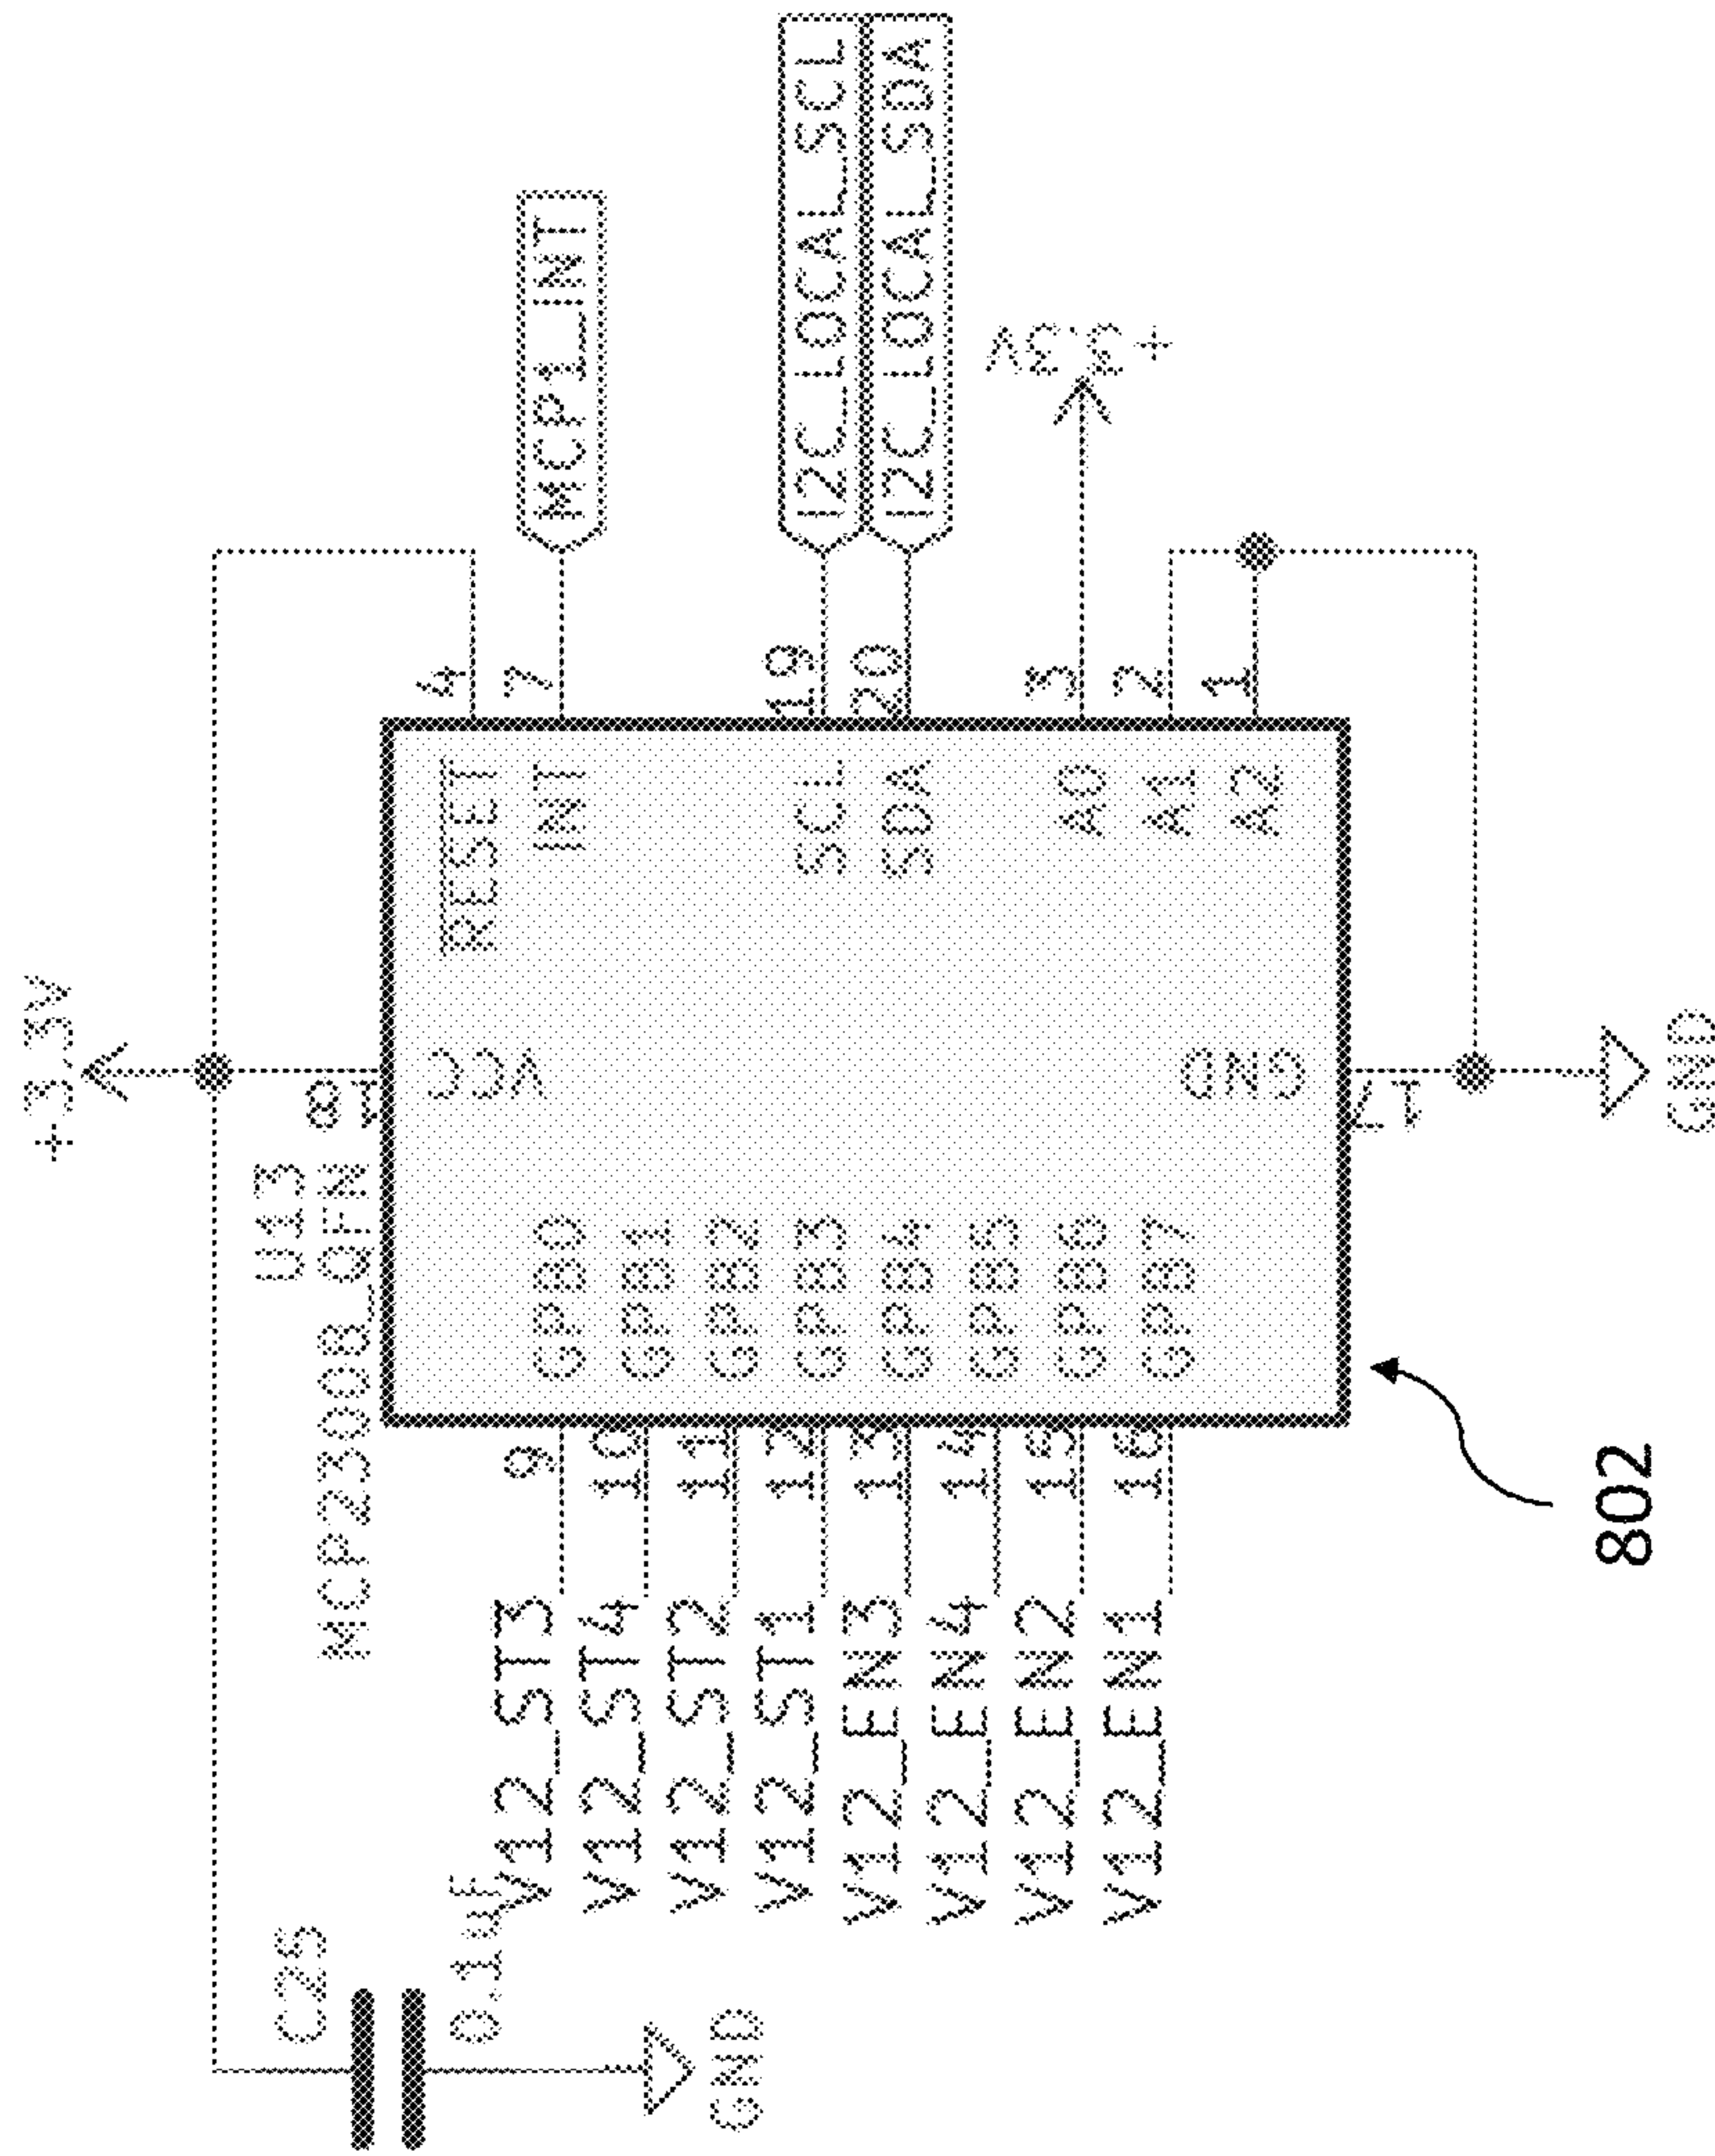 +3.3V
U13
MCP23008_QFN
C25
0.1uF
GND
18
VCC
V12_ST3
9
GPB0
V12_ST4
10
GPB1
V12_ST2
11
GPB2
V12_ST1
12
GPB3
V12_EN3
13
GPB4
V12_EN4
14
GPB5
V12_EN2
15
GPB6
V12_EN1
16
GPB7
RESET
4
INT
7
MCP1_INT
SCL
19
I2C_LOCAL_SCL
SDA
20
I2C_LOCAL_SDA
A0
3
+3.3V
A1
2
A2
1
GND
17
GND
802